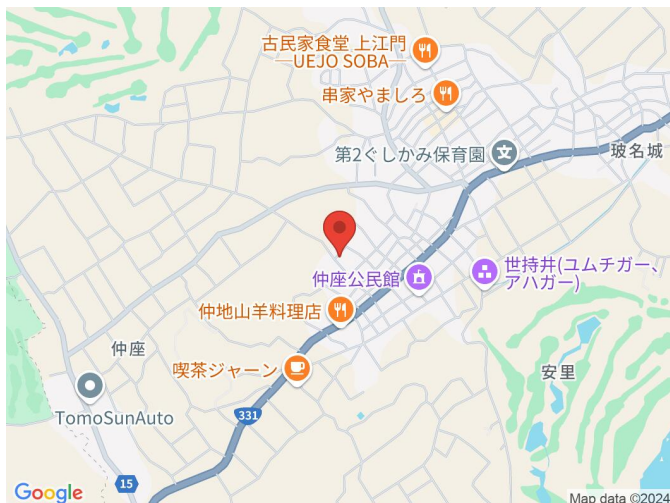 古民家食堂 上江門
—UEJO SOBA—
串家やましろ
第2ぐしかみ保育園
玻名城
世持井(ユムチガー、
アハガー)
仲座公民館
仲地山羊料理店
仲座
喫茶ジャーン
安里
TomoSunAuto
331
15
Google
Map data ©2024